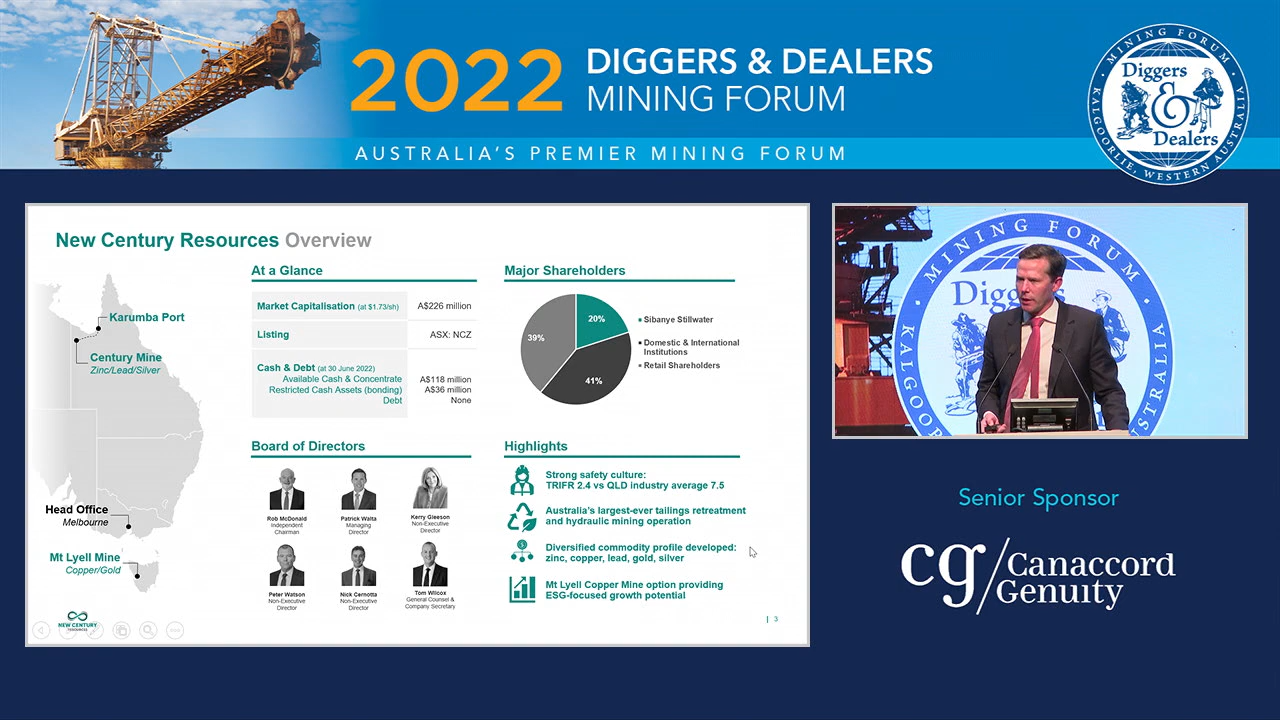 2022 DIGGERS & DEALERS
MINING FORUM
AUSTRALIA'S PREMIER MINING FORUM
MINING FORUM
Diggers
&
Dealers
KALGOORLIE, WESTERN AUSTRALIA
New Century Resources Overview
Karumba Port
Century Mine
Zinc/Lead/Silver
Head Office
Melbourne
Mt Lyell Mine
Copper/Gold
NEW CENTURY
RESOURCES
At a Glance
Market Capitalisation (at $1.73/sh) A$226 million
Listing ASX: NCZ
Cash & Debt (at 30 June 2022)
Available Cash & Concentrate A$118 million
Restricted Cash Assets (bonding) A$36 million
Debt None
Major Shareholders
20%
39%
41%
Sibanye Stillwater
Domestic & International
Institutions
Retail Shareholders
Board of Directors
Rob McDonald
Independent
Chairman
Patrick Walta
Managing
Director
Kerry Gleeson
Non-Executive
Director
Peter Watson
Non-Executive
Director
Nick Cernotta
Non-Executive
Director
Tom Wilcox
General Counsel &
Company Secretary
Highlights
Strong safety culture:
TRIFR 2.4 vs QLD industry average 7.5
Australia's largest-ever tailings retreatment
and hydraulic mining operation
Diversified commodity profile developed:
zinc, copper, lead, gold, silver
Mt Lyell Copper Mine option providing
ESG-focused growth potential
| 3
MINING FORUM
Digg
KALGOO
STRALIA
Senior Sponsor
cg/Canaccord
Genuity